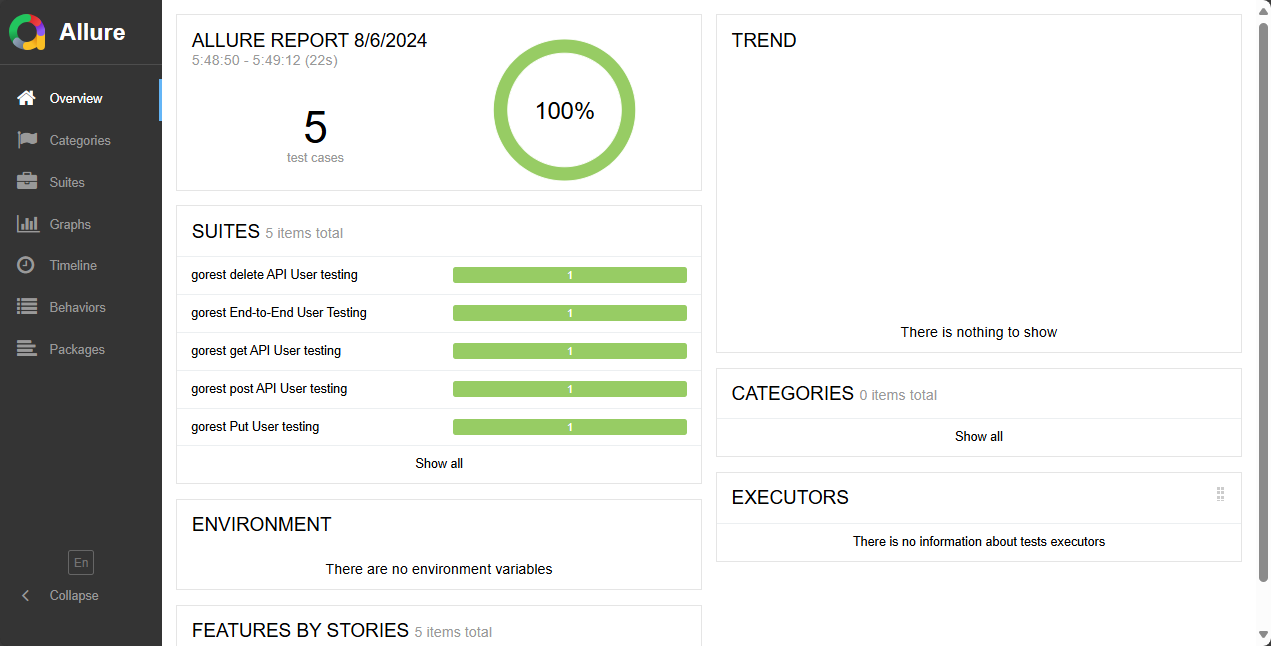 Allure
Overview
Categories
Suites
Graphs
Timeline
Behaviors
Packages
En
Collapse
ALLURE REPORT 8/6/2024
5:48:50 - 5:49:12 (22s)
5
test cases
100%
SUITES 5 items total
gorest delete API User testing 1
gorest End-to-End User Testing 1
gorest get API User testing 1
gorest post API User testing 1
gorest Put User testing 1
Show all
ENVIRONMENT
There are no environment variables
FEATURES BY STORIES 5 items total
TREND
There is nothing to show
CATEGORIES 0 items total
Show all
EXECUTORS
There is no information about tests executors